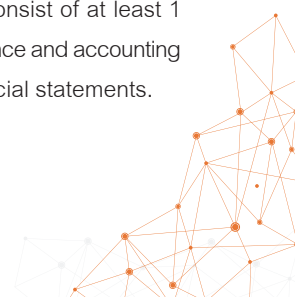 onsist of at least 1
nce and accounting
cial statements.